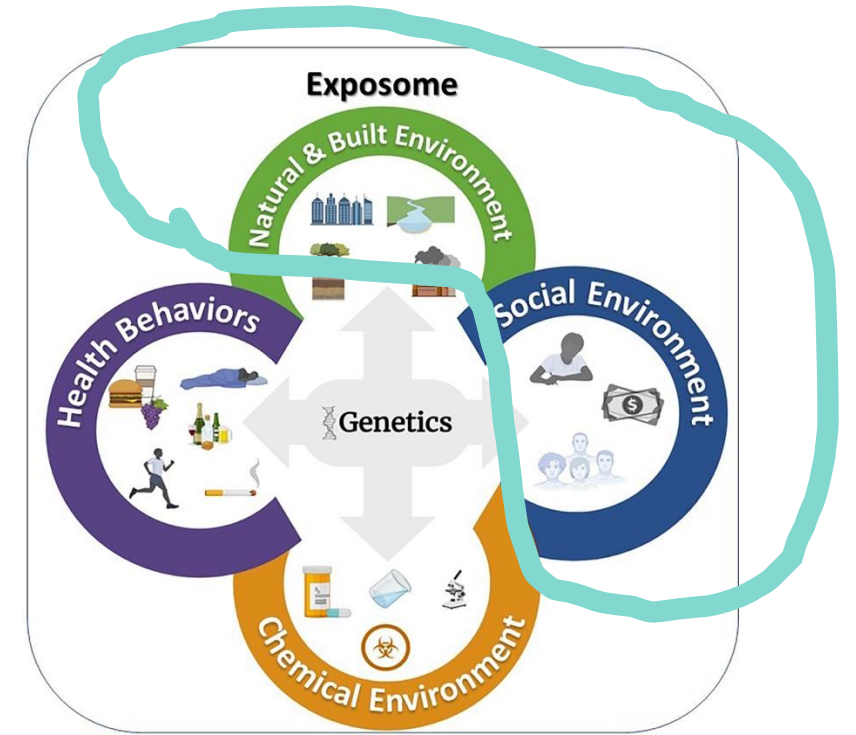 Exposome
Natural & Built Environment
Social Environment
Health Behaviors
Genetics
Chemical Environment